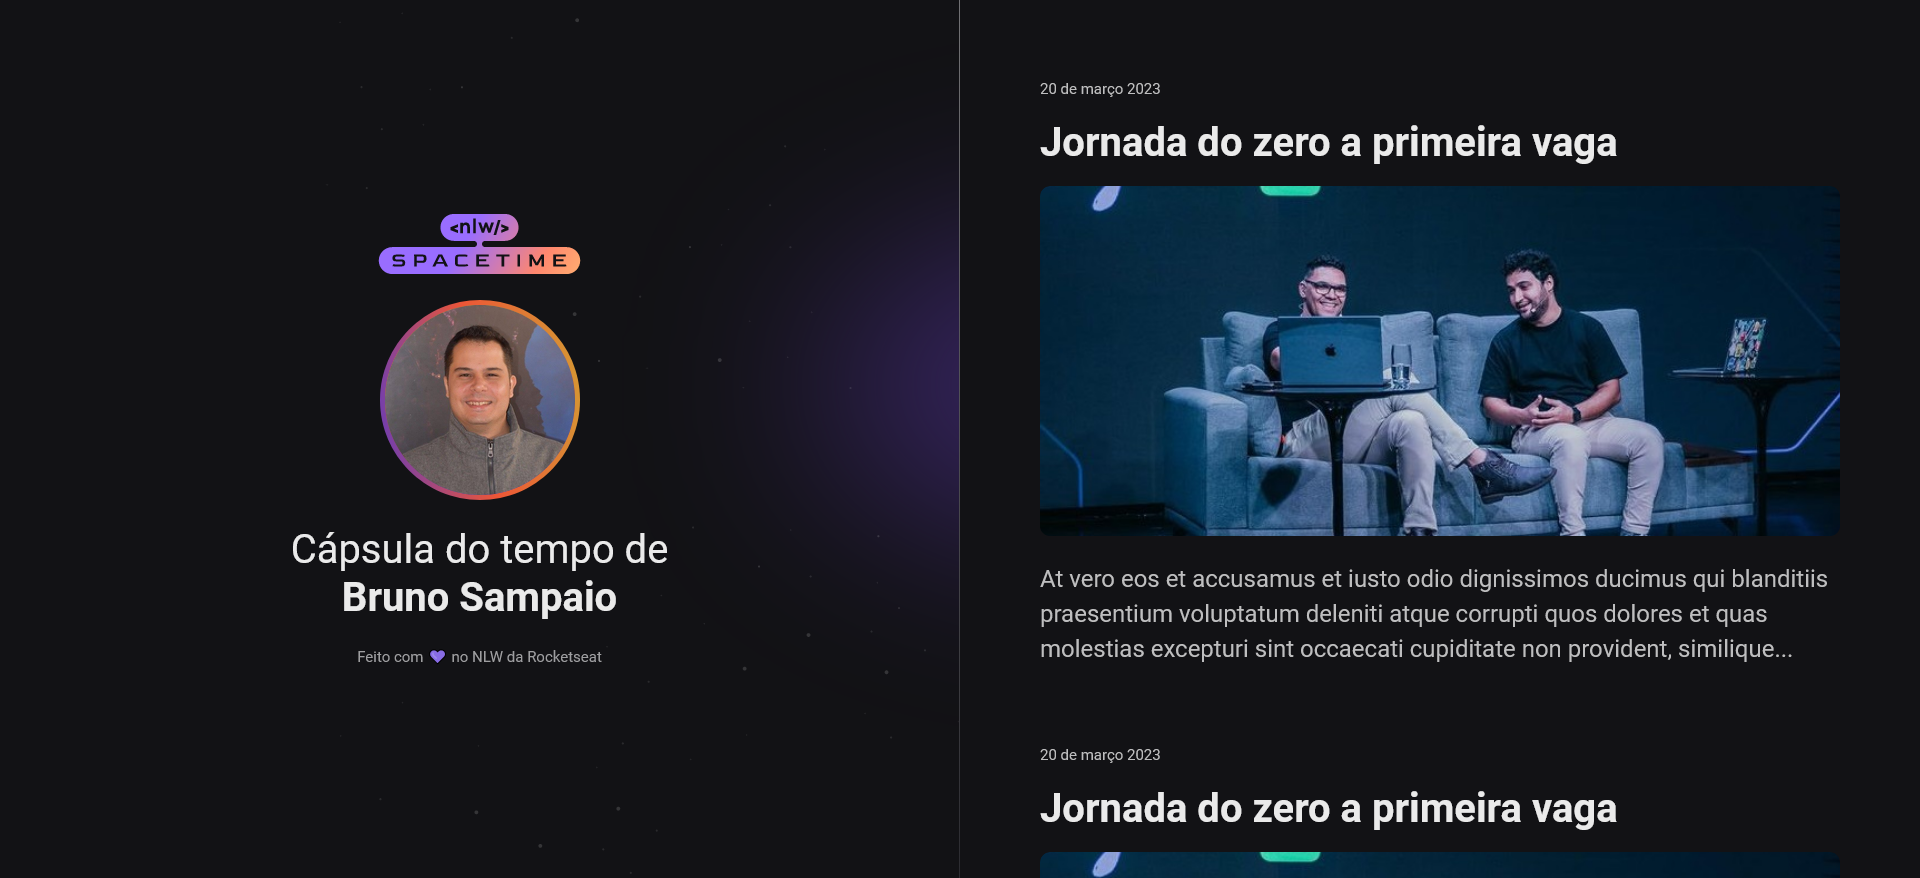 <nlw/>
SPACETIME
Cápsula do tempo de
Bruno Sampaio
Feito com 💜 no NLW da Rocketseat
20 de março 2023
Jornada do zero a primeira vaga
At vero eos et accusamus et iusto odio dignissimos ducimus qui blanditiis
praesentium voluptatum deleniti atque corrupti quos dolores et quas
molestias excepturi sint occaecati cupiditate non provident, similique...
20 de março 2023
Jornada do zero a primeira vaga